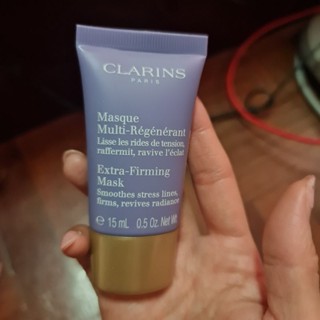 CLARINS
PARIS
Masque
Multi-Régénérant
Lisse les rides de tension,
raffermit, ravive l'éclat
Extra-Firming
Mask
Smoothes stress lines,
firms, revives radiance
℮ 15 mL 0.5 Oz. Net Wt.